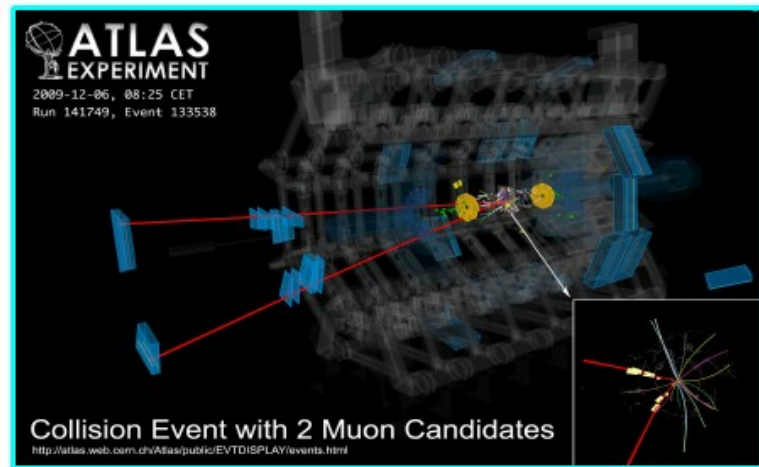 ATLAS
EXPERIMENT
2009-12-06, 08:25 CET
Run 141749, Event 133538
Collision Event with 2 Muon Candidates
http://atlas.web.cern.ch/Atlas/public/EVTDISPLAY/events.html